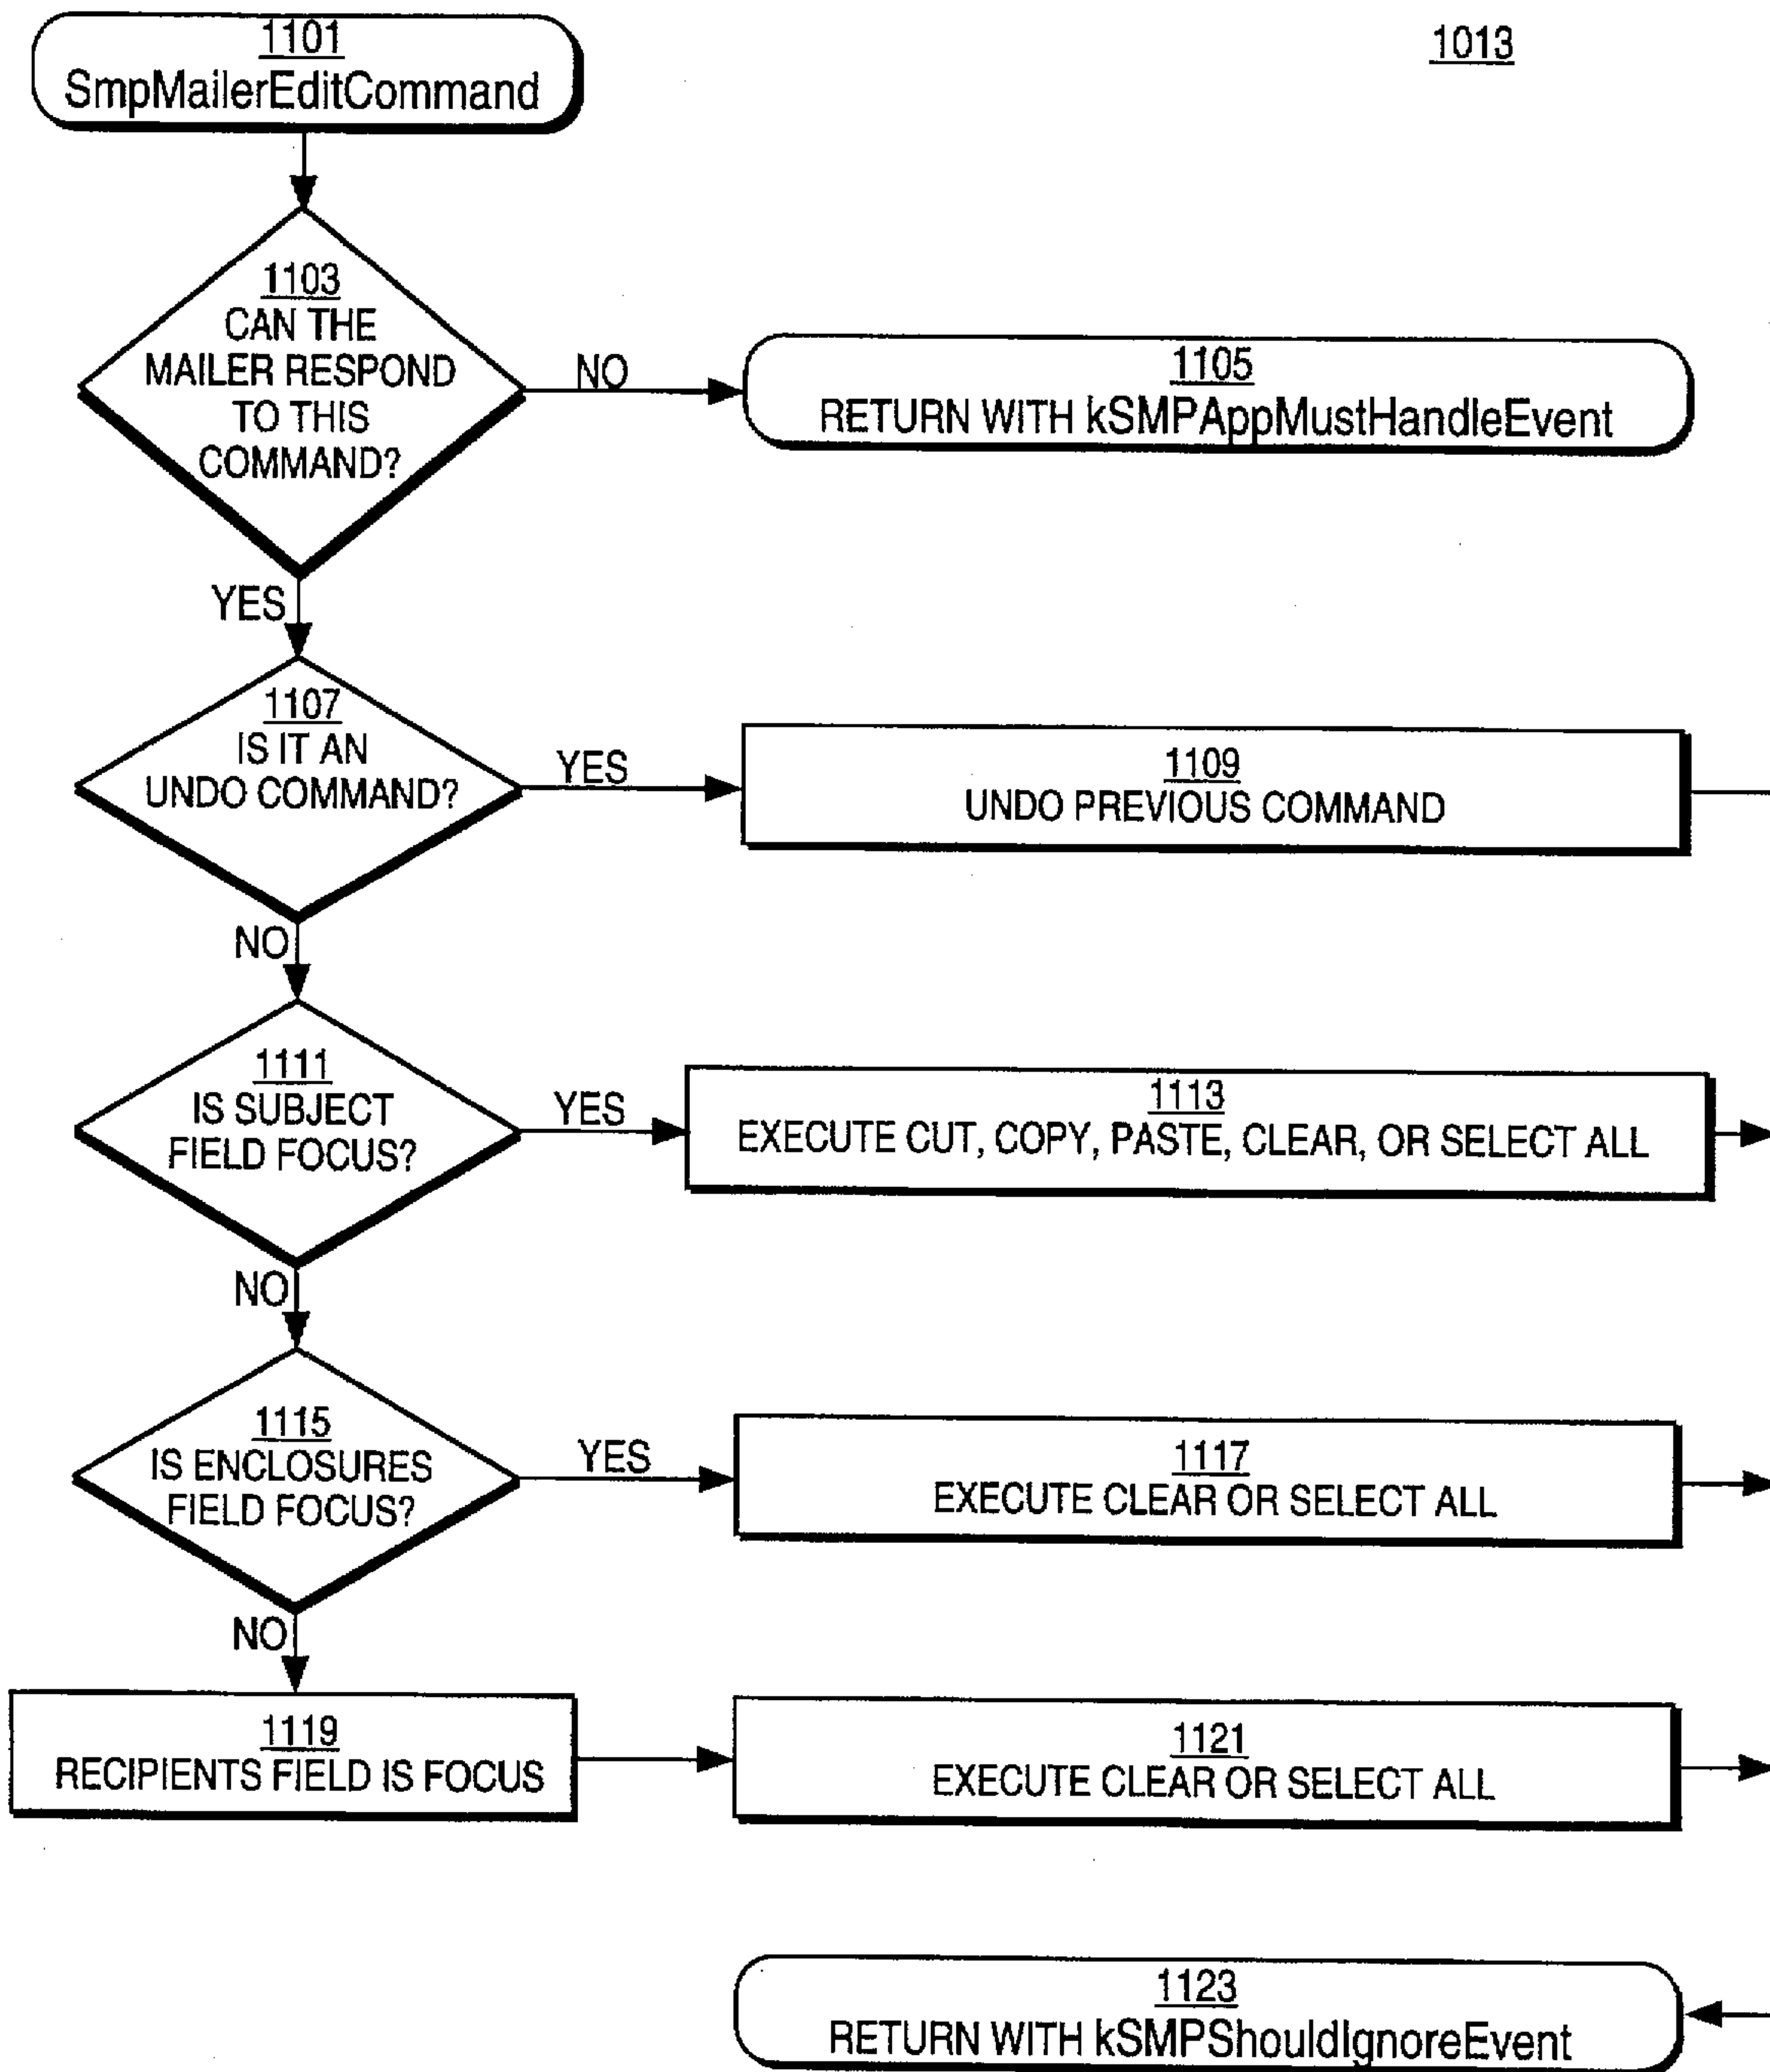 1101
SmpMailerEditCommand
1013
1103
CAN THE
MAILER RESPOND
TO THIS
COMMAND?
NO
1105
RETURN WITH kSMPAppMustHandleEvent
YES
1107
IS IT AN
UNDO COMMAND?
YES
1109
UNDO PREVIOUS COMMAND
NO
1111
IS SUBJECT
FIELD FOCUS?
YES
1113
EXECUTE CUT, COPY, PASTE, CLEAR, OR SELECT ALL
NO
1115
IS ENCLOSURES
FIELD FOCUS?
YES
1117
EXECUTE CLEAR OR SELECT ALL
NO
1119
RECIPIENTS FIELD IS FOCUS
1121
EXECUTE CLEAR OR SELECT ALL
1123
RETURN WITH kSMPShouldIgnoreEvent